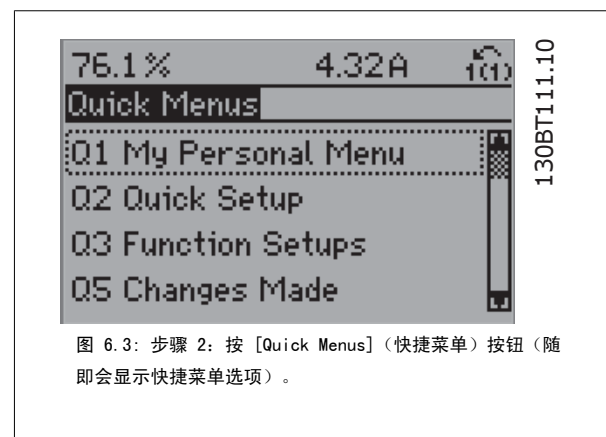 76.1% 4.32A 1(1)
Quick Menus
Q1 My Personal Menu
Q2 Quick Setup
Q3 Function Setups
Q5 Changes Made
130BT111.10
图 6.3: 步骤 2：按 [Quick Menus]（快捷菜单）按钮（随
即会显示快捷菜单选项）。